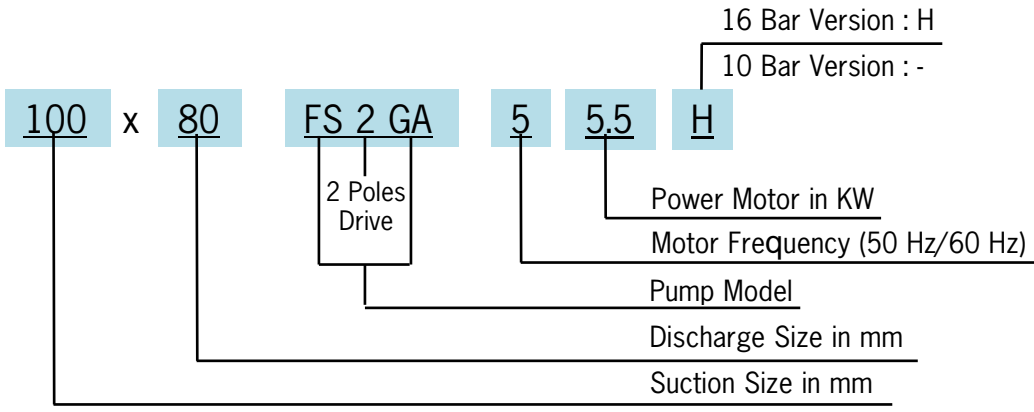 16 Bar Version : H
10 Bar Version : -
100 x 80 FS 2 GA 5 5.5 H
2 Poles
Drive
Power Motor in KW
Motor Frequency (50 Hz/60 Hz)
Pump Model
Discharge Size in mm
Suction Size in mm